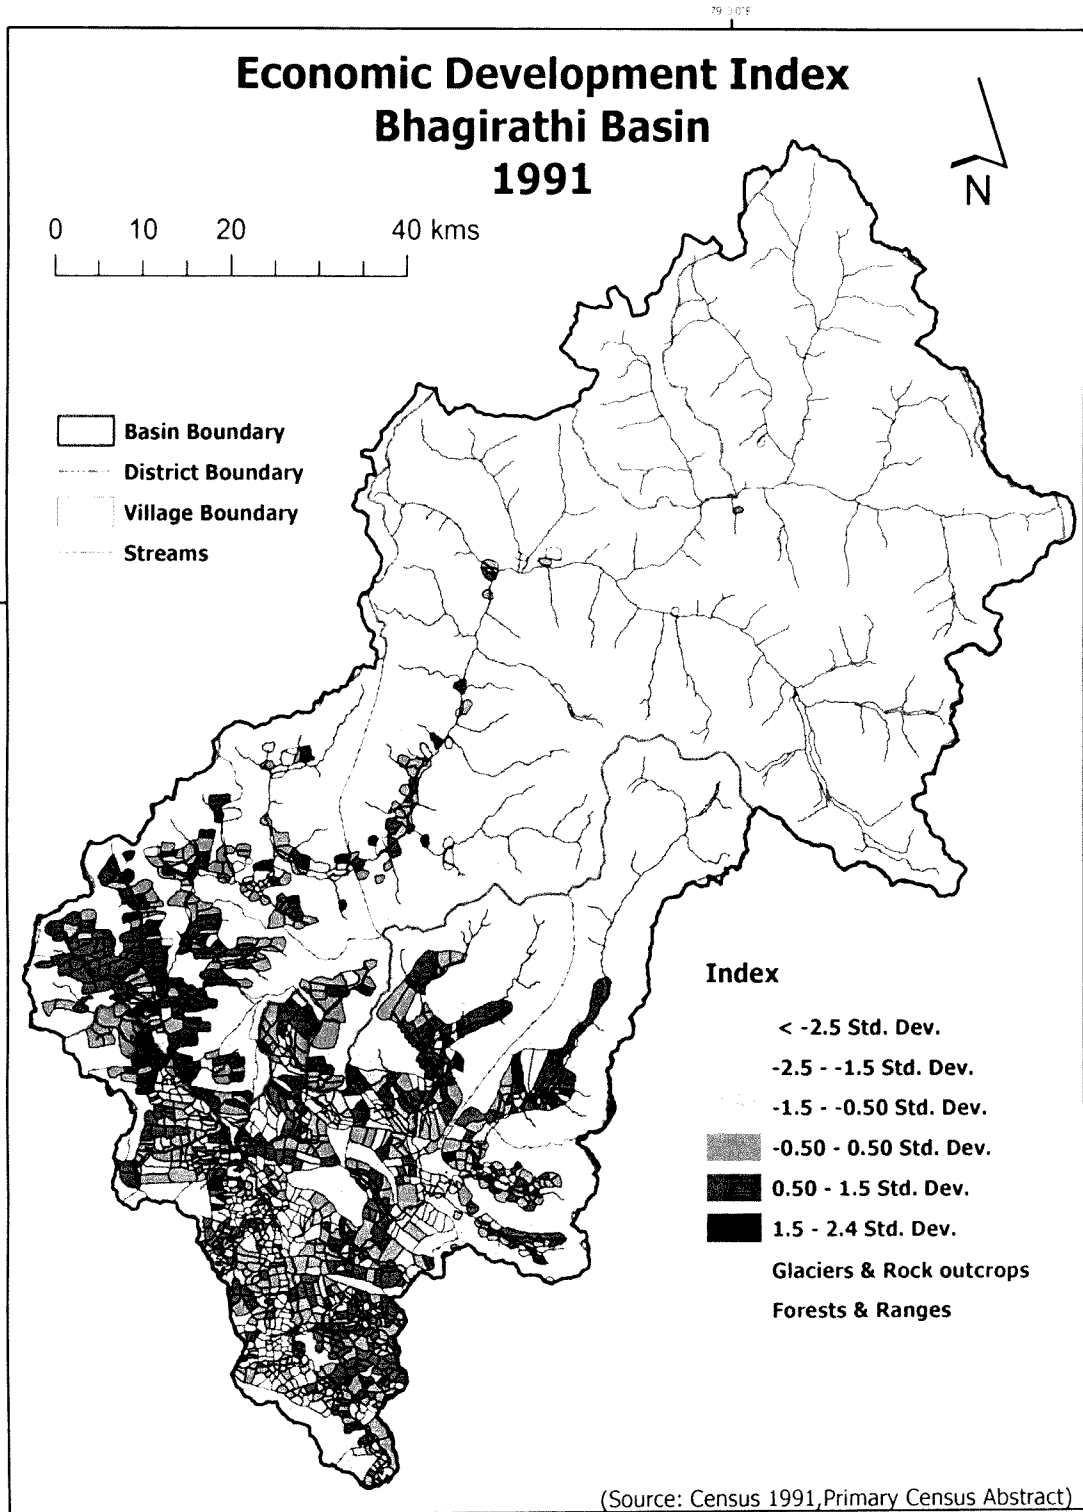 Economic Development Index
Bhagirathi Basin
1991
N
0 10 20 40 kms
Basin Boundary
District Boundary
Village Boundary
Streams
Index
< -2.5 Std. Dev.
-2.5 - -1.5 Std. Dev.
-1.5 - -0.50 Std. Dev.
-0.50 - 0.50 Std. Dev.
0.50 - 1.5 Std. Dev.
1.5 - 2.4 Std. Dev.
Glaciers & Rock outcrops
Forests & Ranges
(Source: Census 1991,Primary Census Abstract)